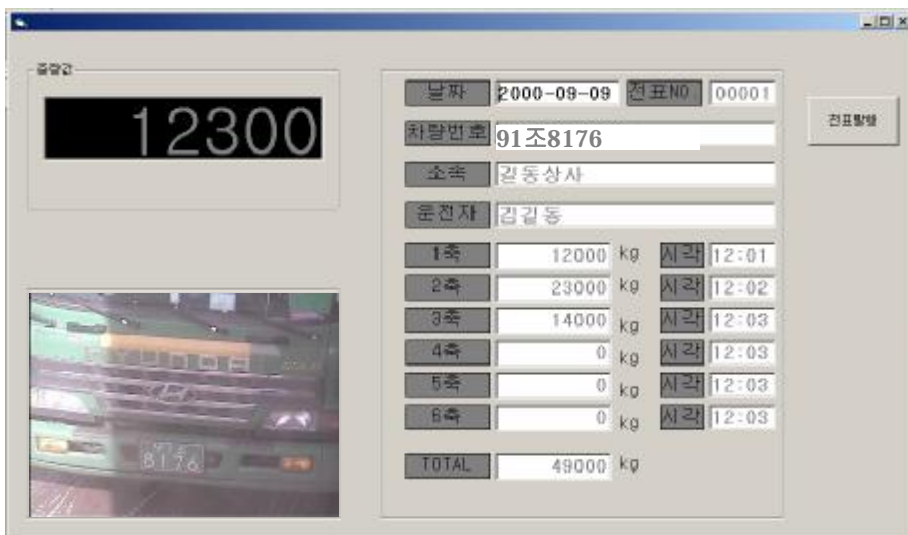 중량값
12300
날짜 2000-09-09 전표NO. 00001
차량번호 91조8176
소속 길동상사
운전자 김길동
1축 12000 kg 시각 12:01
2축 23000 kg 시각 12:02
3축 14000 kg 시각 12:03
4축 0 kg 시각 12:03
5축 0 kg 시각 12:03
6축 0 kg 시각 12:03
TOTAL 49000 kg
전표발행
8176